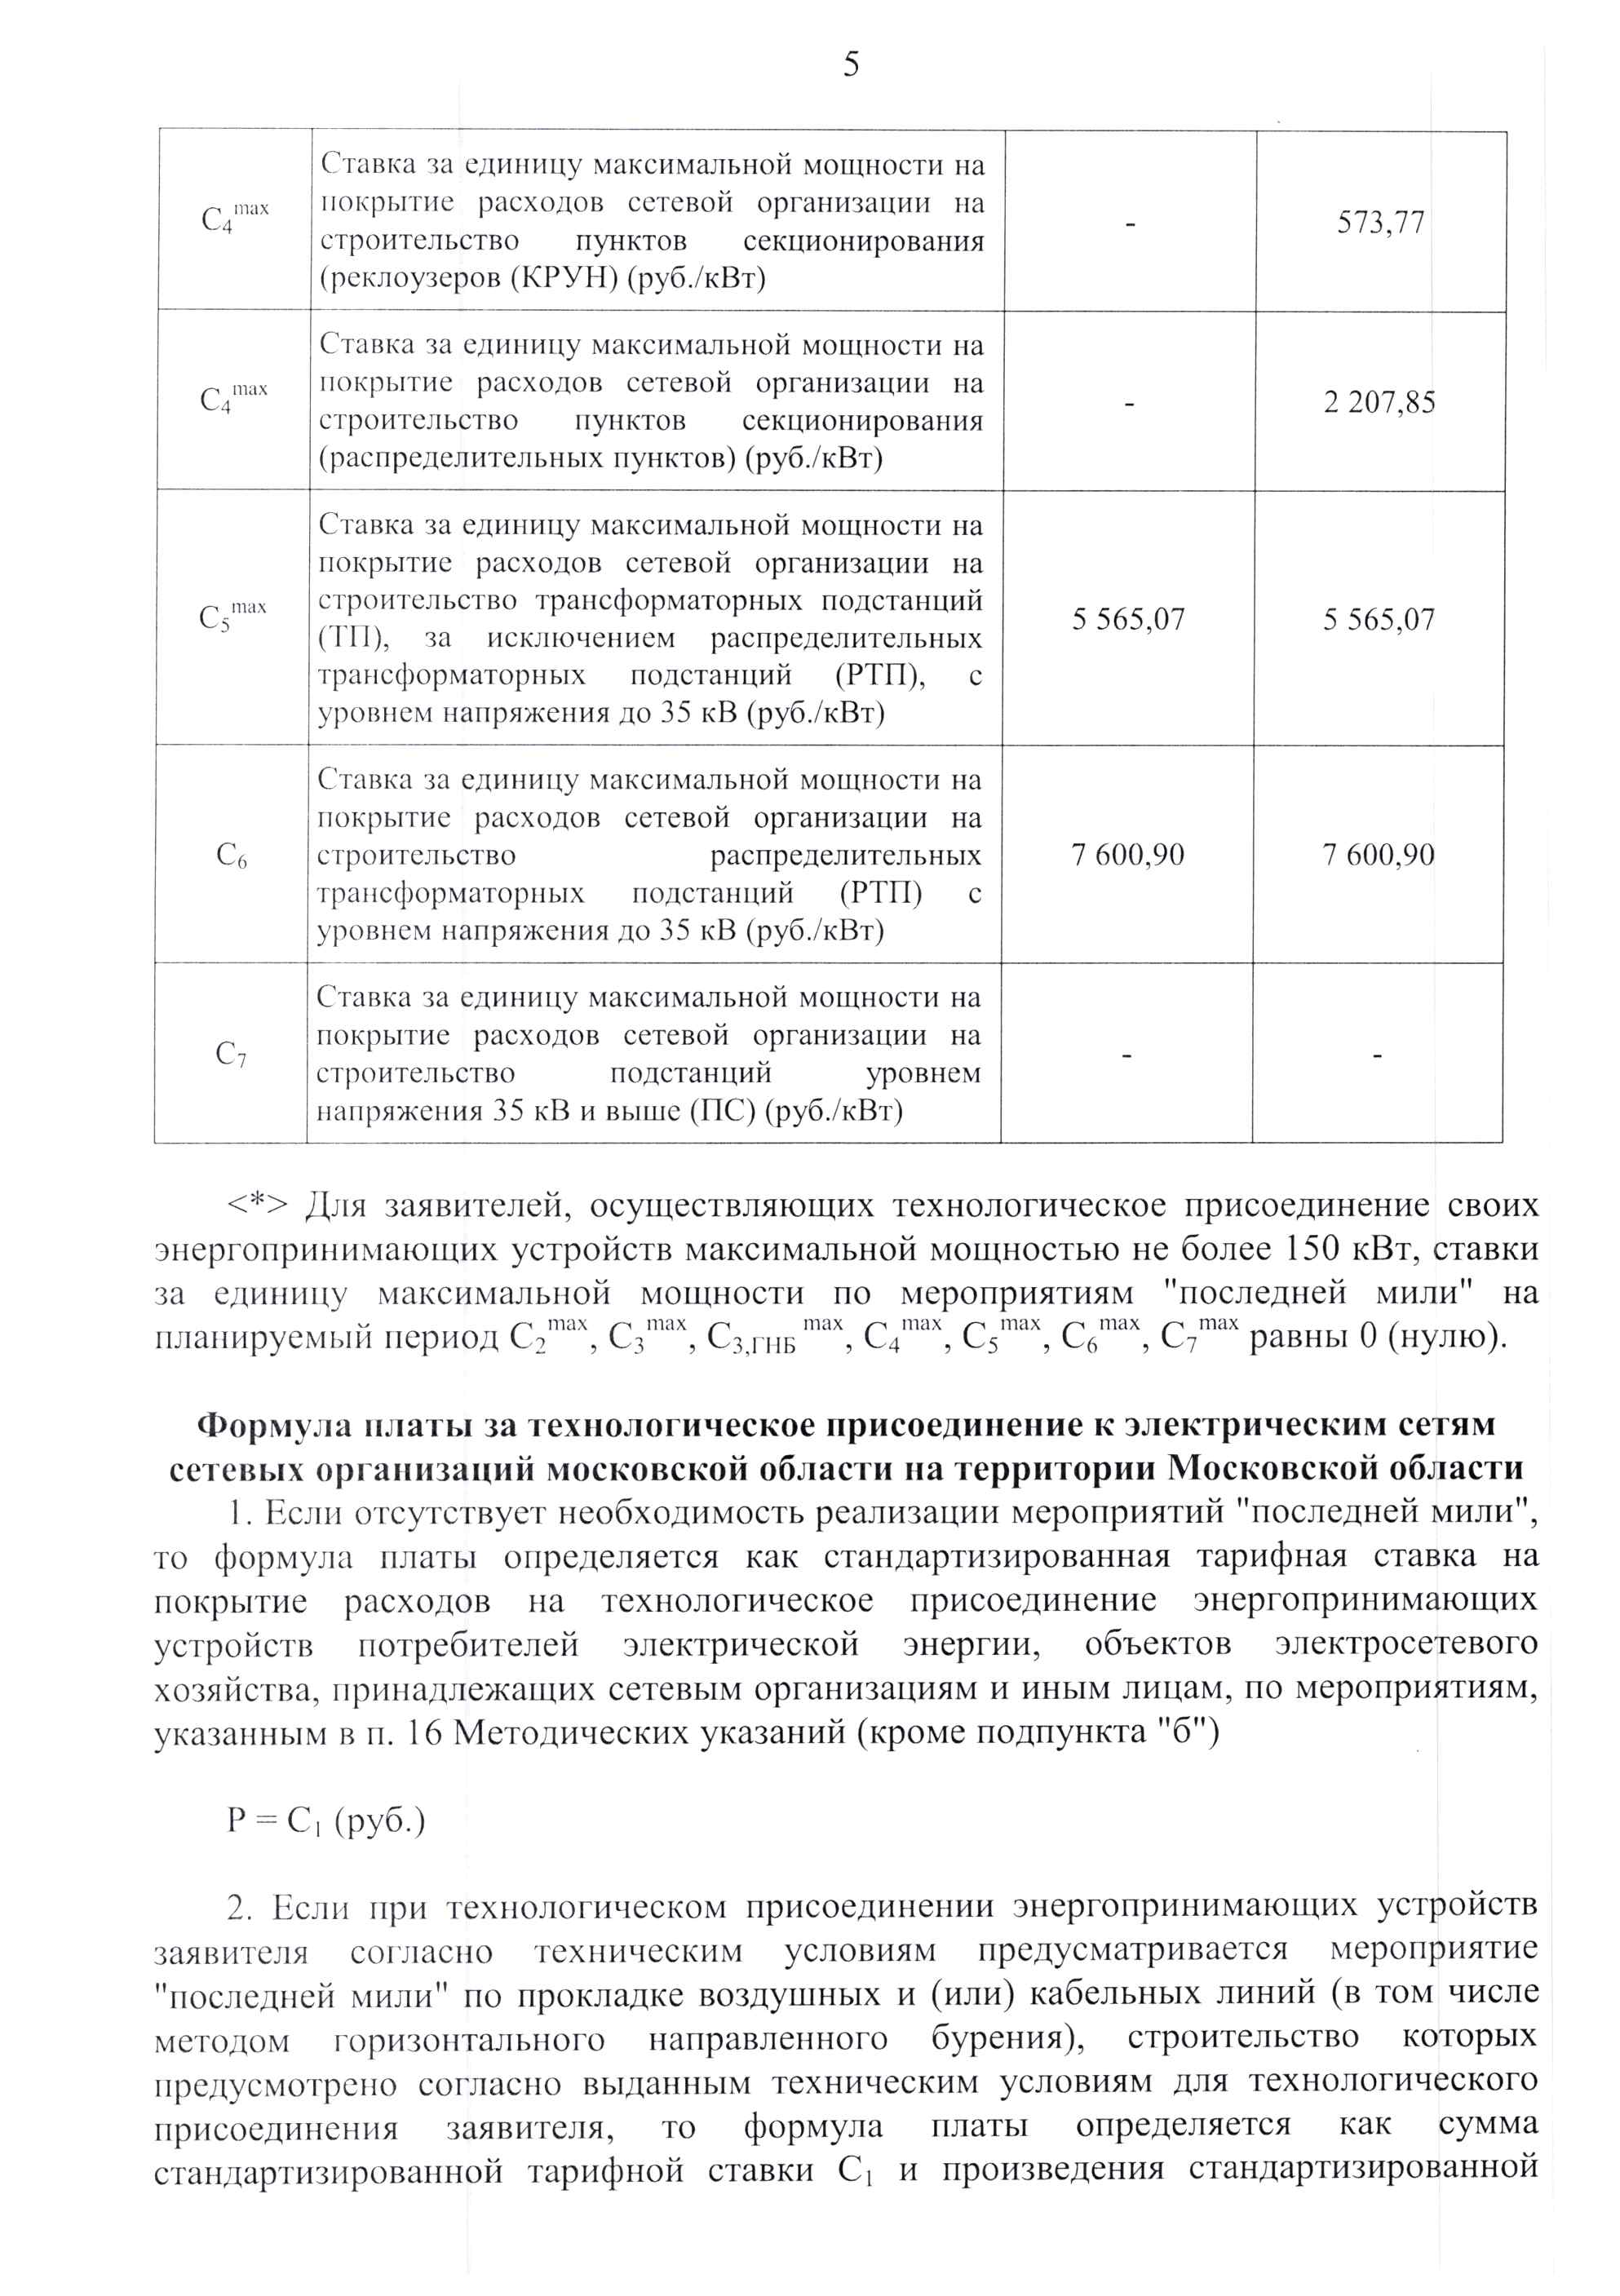 5
C₄ᵐᵃˣ
Ставка за единицу максимальной мощности на
покрытие расходов сетевой организации на
строительство пунктов секционирования
(реклоузеров (КРУН) (руб./кВт)
-
573,77
C₄ᵐᵃˣ
Ставка за единицу максимальной мощности на
покрытие расходов сетевой организации на
строительство пунктов секционирования
(распределительных пунктов) (руб./кВт)
-
2 207,85
C₅ᵐᵃˣ
Ставка за единицу максимальной мощности на
покрытие расходов сетевой организации на
строительство трансформаторных подстанций
(ТП), за исключением распределительных
трансформаторных подстанций (РТП), с
уровнем напряжения до 35 кВ (руб./кВт)
5 565,07
5 565,07
C₆
Ставка за единицу максимальной мощности на
покрытие расходов сетевой организации на
строительство распределительных
трансформаторных подстанций (РТП) с
уровнем напряжения до 35 кВ (руб./кВт)
7 600,90
7 600,90
C₇
Ставка за единицу максимальной мощности на
покрытие расходов сетевой организации на
строительство подстанций уровнем
напряжения 35 кВ и выше (ПС) (руб./кВт)
-
-
<*> Для заявителей, осуществляющих технологическое присоединение своих
энергопринимающих устройств максимальной мощностью не более 150 кВт, ставки
за единицу максимальной мощности по мероприятиям "последней мили" на
планируемый период C₂ᵐᵃˣ, C₃ᵐᵃˣ, C₃,ГНБᵐᵃˣ, C₄ᵐᵃˣ, C₅ᵐᵃˣ, C₆ᵐᵃˣ, C₇ᵐᵃˣ равны 0 (нулю).
Формула платы за технологическое присоединение к электрическим сетям
сетевых организаций московской области на территории Московской области
1. Если отсутствует необходимость реализации мероприятий "последней мили",
то формула платы определяется как стандартизированная тарифная ставка на
покрытие расходов на технологическое присоединение энергопринимающих
устройств потребителей электрической энергии, объектов электросетевого
хозяйства, принадлежащих сетевым организациям и иным лицам, по мероприятиям,
указанным в п. 16 Методических указаний (кроме подпункта "б")
P = C₁ (руб.)
2. Если при технологическом присоединении энергопринимающих устройств
заявителя согласно техническим условиям предусматривается мероприятие
"последней мили" по прокладке воздушных и (или) кабельных линий (в том числе
методом горизонтального направленного бурения), строительство которых
предусмотрено согласно выданным техническим условиям для технологического
присоединения заявителя, то формула платы определяется как сумма
стандартизированной тарифной ставки C₁ и произведения стандартизированной